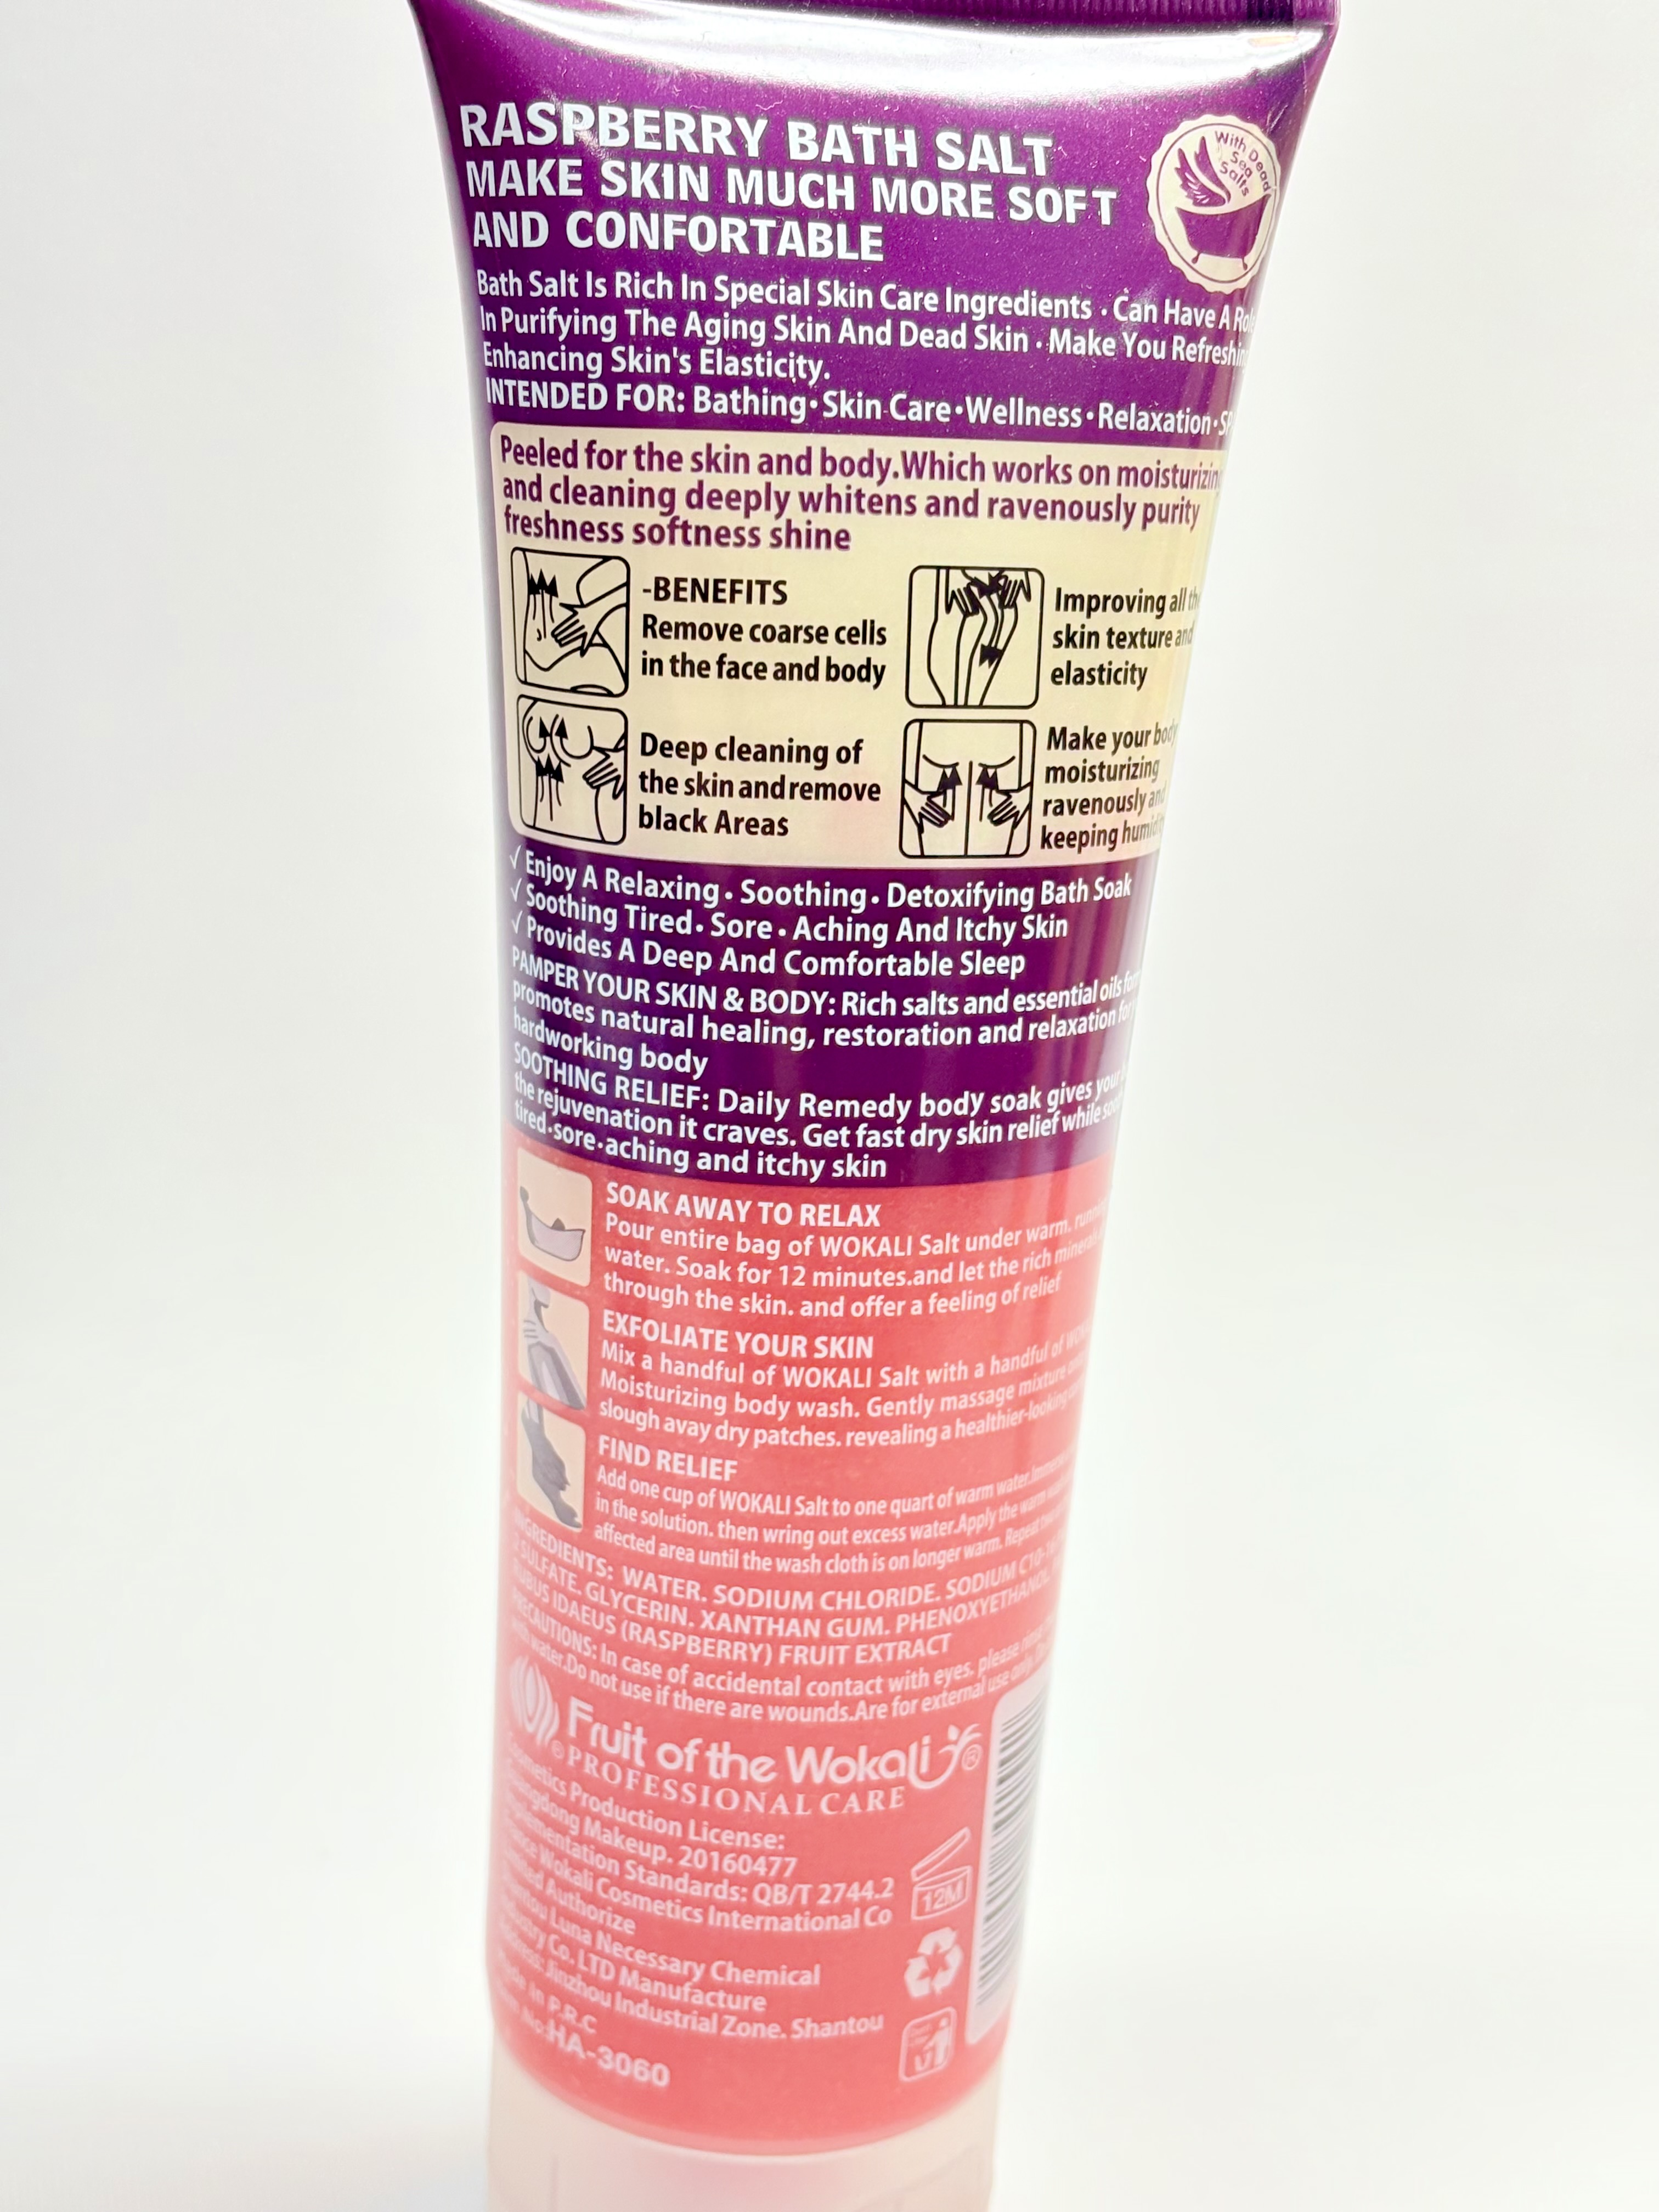 RASPBERRY BATH SALT
MAKE SKIN MUCH MORE SOFT
AND CONFORTABLE
With Dead
Sea
Salts
Bath Salt Is Rich In Special Skin Care Ingredients · Can Have A
In Purifying The Aging Skin And Dead Skin · Make You
Enhancing Skin's Elasticity.
INTENDED FOR: Bathing·Skin Care·Wellness·Relaxation·
Peeled for the skin and body.Which works on
and cleaning deeply whitens and ravenously purity
freshness softness shine
-BENEFITS
Remove coarse cells
in the face and body
Improving all
skin texture and
elasticity
Deep cleaning of
the skin and remove
black Areas
Make your body
moisturizing
ravenously and
keeping
√ Enjoy A Relaxing · Soothing · Detoxifying Bath Soak
√ Soothing Tired · Sore · Aching And Itchy Skin
√ Provides A Deep And Comfortable Sleep
PAMPER YOUR SKIN & BODY: Rich salts and essential oils
promotes natural healing, restoration and relaxation
hardworking body
SOOTHING RELIEF: Daily Remedy body soak gives your
the rejuvenation it craves. Get fast dry skin relief while
tired·sore·aching and itchy skin
SOAK AWAY TO RELAX
Pour entire bag of WOKALI Salt under warm.
water. Soak for 12 minutes.and let the rich
through the skin. and offer a feeling of relief
EXFOLIATE YOUR SKIN
Mix a handful of WOKALI Salt with a handful of
Moisturizing body wash. Gently massage mixture
slough avay dry patches. revealing a healthier-looking
FIND RELIEF
Add one cup of WOKALI Salt to one quart of warm water.
in the solution. then wring out excess water.Apply the warm
affected area until the wash cloth is on longer warm. Repeat
INGREDIENTS: WATER. SODIUM CHLORIDE. SODIUM
SULFATE. GLYCERIN. XANTHAN GUM. PHENOXYETHANOL.
RUBUS IDAEUS (RASPBERRY) FRUIT EXTRACT
PRECAUTIONS: In case of accidental contact with eyes. please
with water.Do not use if there are wounds.Are for external use only.
Fruit of the Wokali ®
® PROFESSIONAL CARE
Cosmetics Production License:
Guangdong Makeup. 20160477
Implementation Standards: QB/T 2744.2
Wokali Cosmetics International Co
Authorize
Luna Necessary Chemical
Co. LTD Manufacture
Jinzhou Industrial Zone. Shantou
in P.R.C
HA-3060
12M